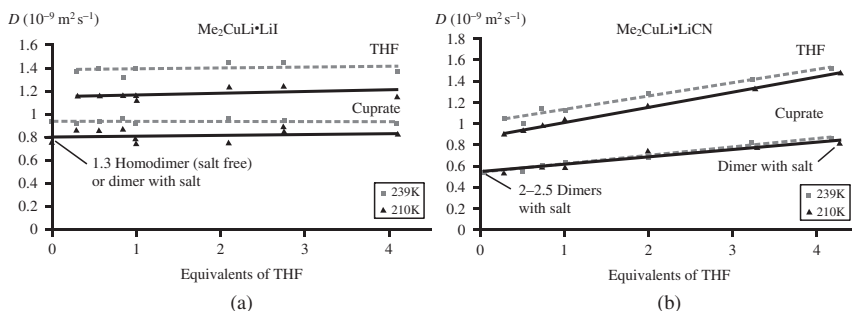 D (10⁻⁹ m² s⁻¹)
Me₂CuLi•LiI
1.6
1.4
1.2
1
0.8
0.6
0.4
0.2
0
THF
Cuprate
1.3 Homodimer (salt free)
or dimer with salt
239K
210K
0 1 2 3 4
Equivalents of THF
(a)
D (10⁻⁹ m² s⁻¹)
Me₂CuLi•LiCN
1.8
1.6
1.4
1.2
1
0.8
0.6
0.4
0.2
0
THF
Cuprate
Dimer with salt
2–2.5 Dimers
with salt
239K
210K
0 1 2 3 4
Equivalents of THF
(b)